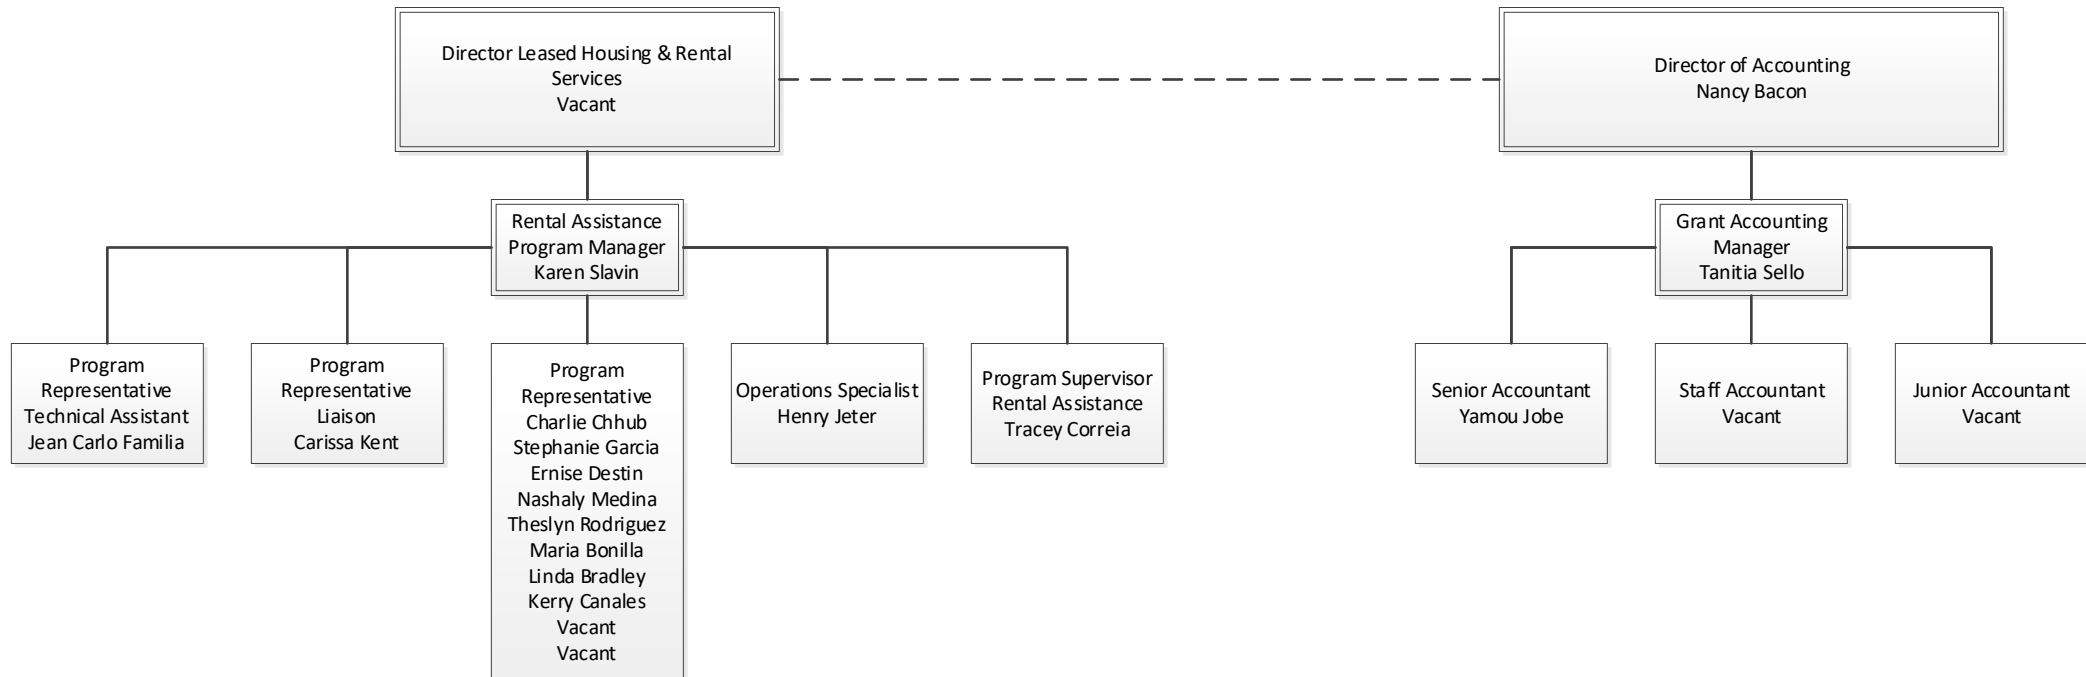 Director Leased Housing & Rental
Services
Vacant
Director of Accounting
Nancy Bacon
Rental Assistance
Program Manager
Karen Slavin
Grant Accounting
Manager
Tanitia Sello
Program
Representative
Technical Assistant
Jean Carlo Familia
Program
Representative
Liaison
Carissa Kent
Program
Representative
Charlie Chhub
Stephanie Garcia
Ernise Destin
Nashaly Medina
Theslyn Rodriguez
Maria Bonilla
Linda Bradley
Kerry Canales
Vacant
Vacant
Operations Specialist
Henry Jeter
Program Supervisor
Rental Assistance
Tracey Correia
Senior Accountant
Yamou Jobe
Staff Accountant
Vacant
Junior Accountant
Vacant